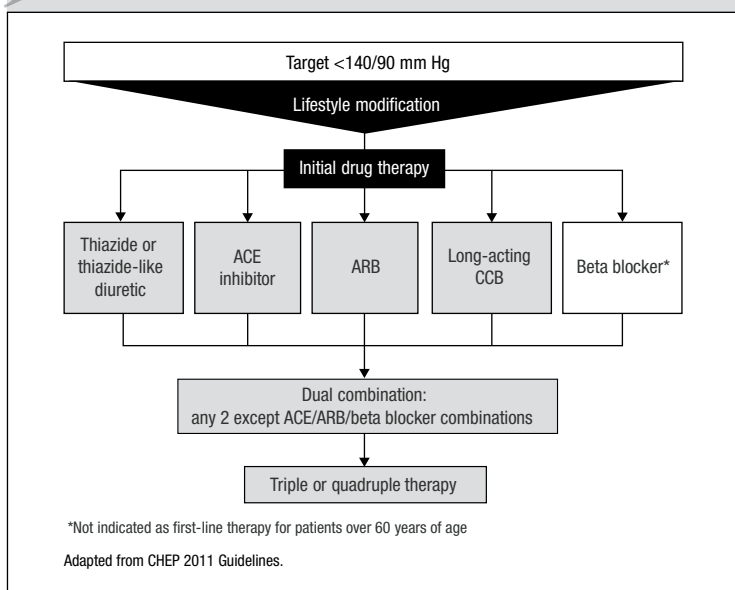 Target <140/90 mm Hg
Lifestyle modification
Initial drug therapy
Thiazide or
thiazide-like
diuretic
ACE
inhibitor
ARB
Long-acting
CCB
Beta blocker*
Dual combination:
any 2 except ACE/ARB/beta blocker combinations
Triple or quadruple therapy
*Not indicated as first-line therapy for patients over 60 years of age
Adapted from CHEP 2011 Guidelines.